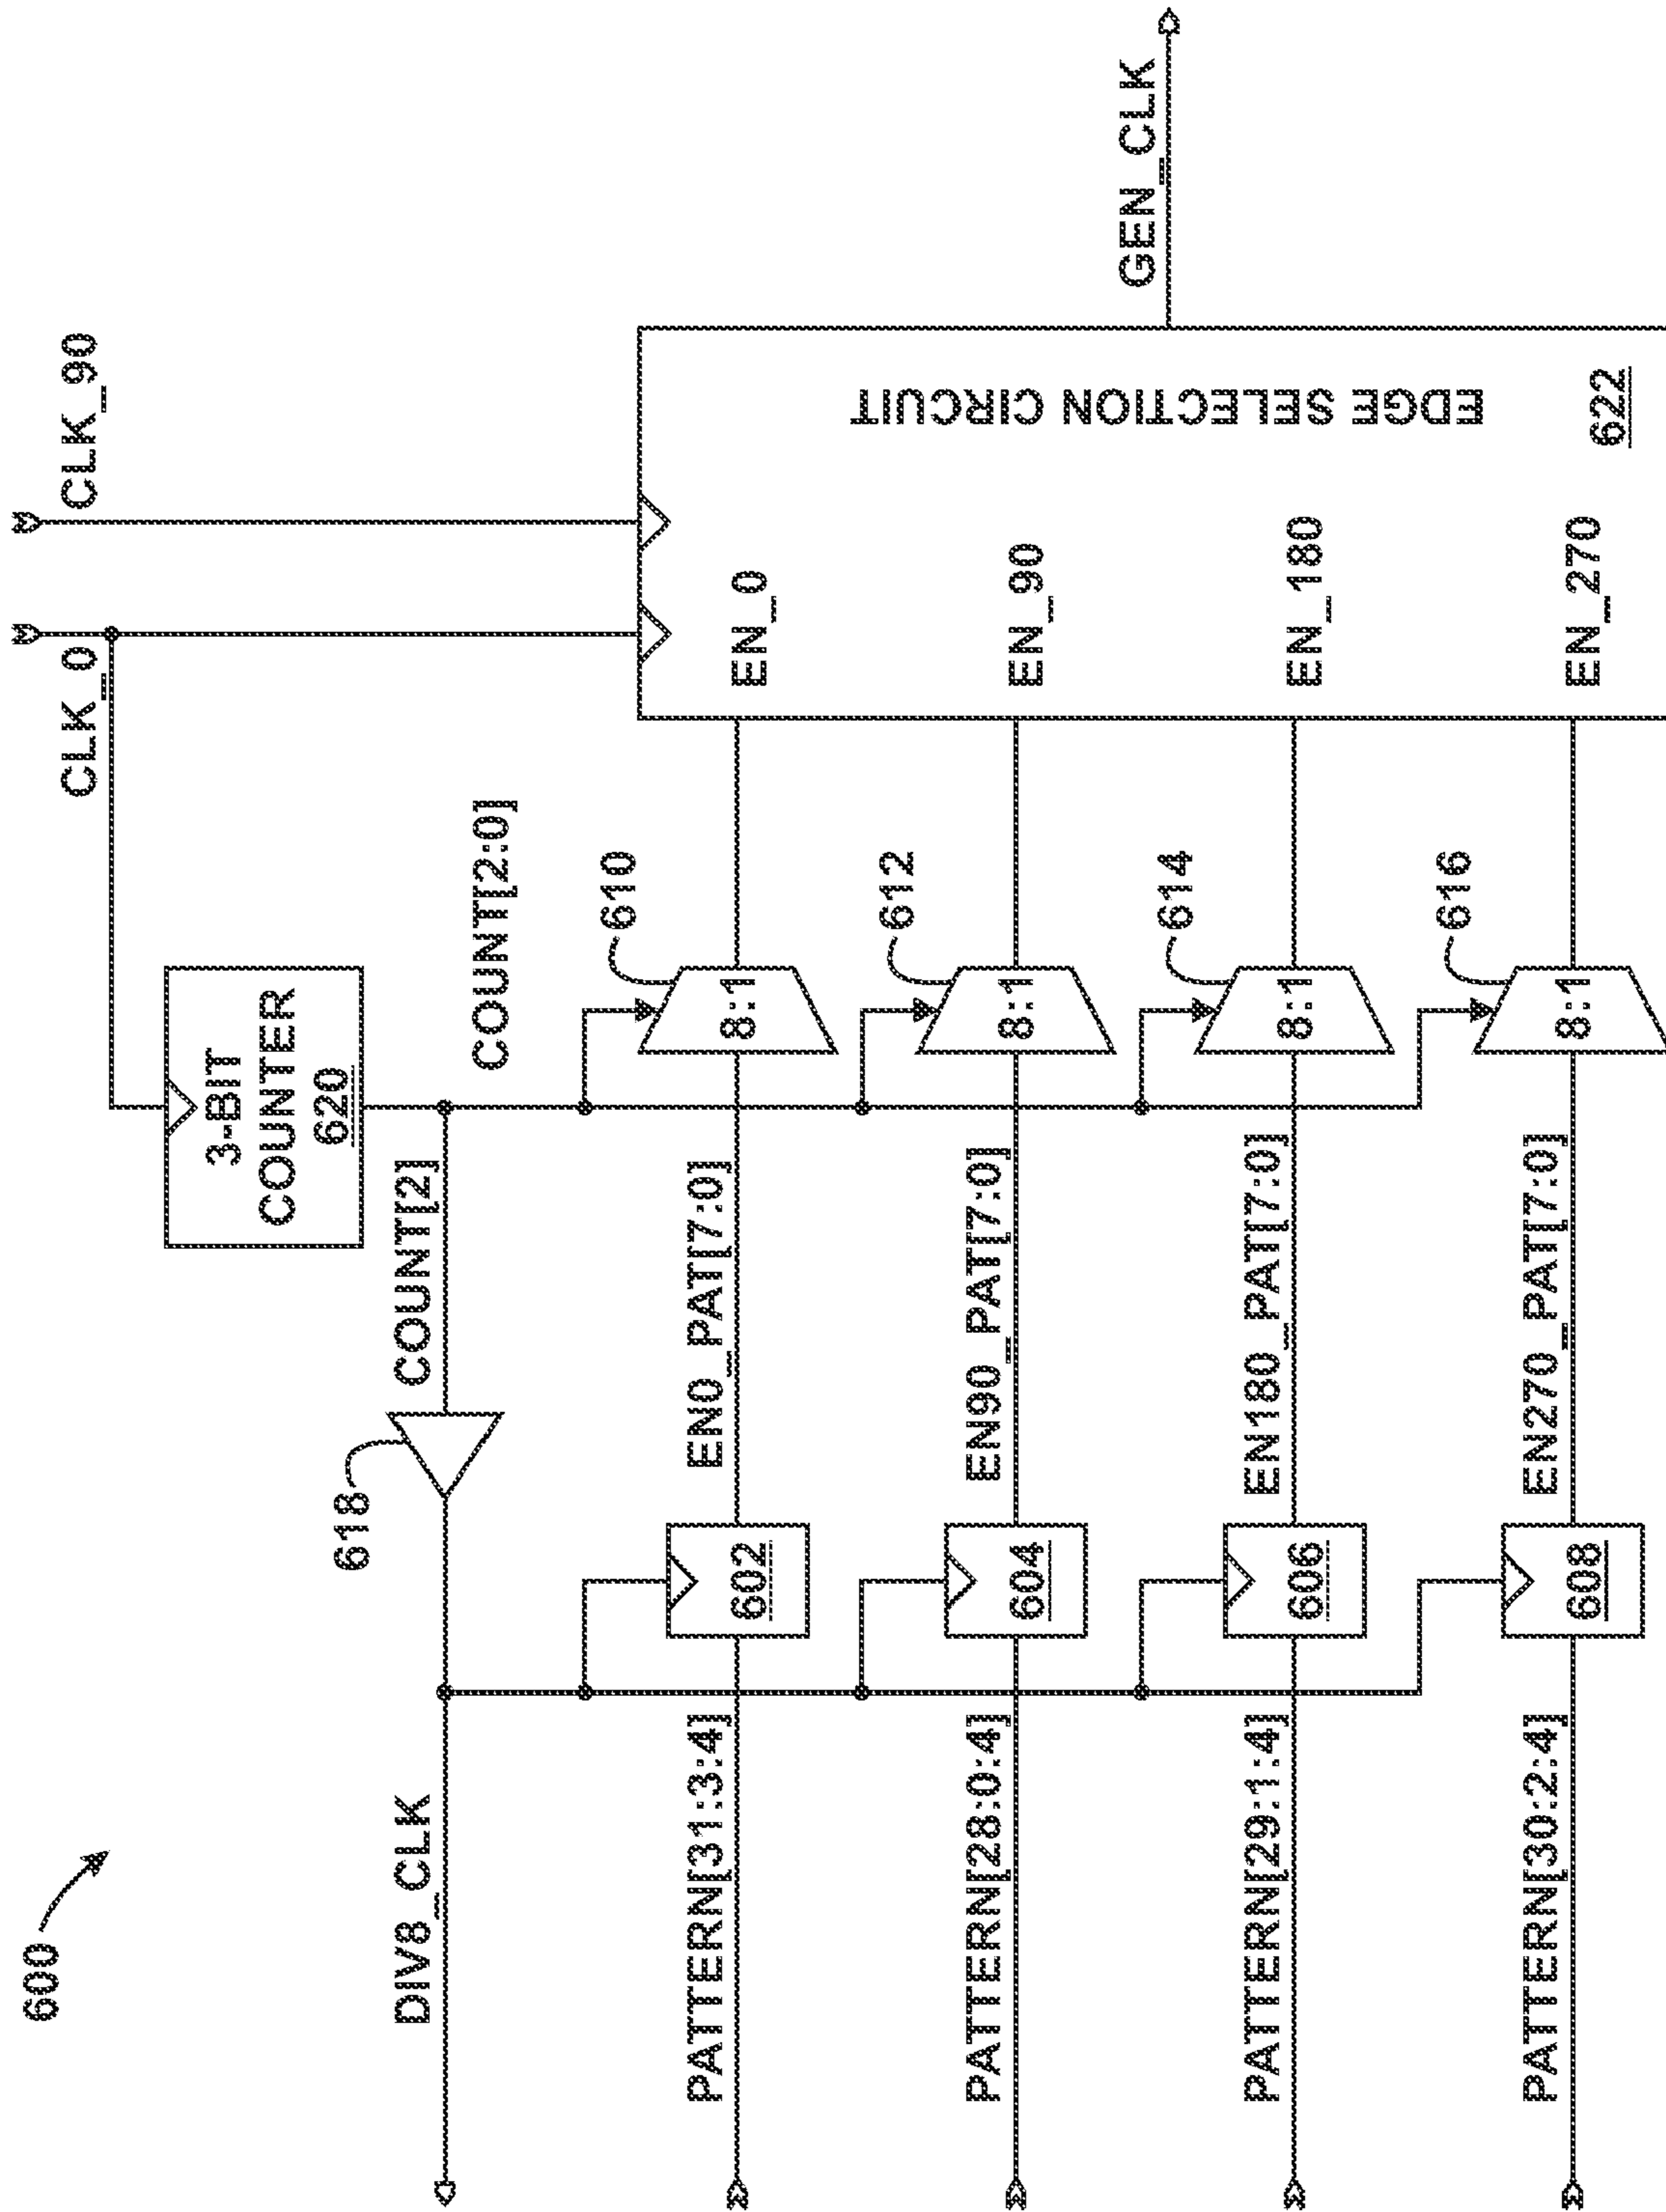 600
CLK_0
CLK_90
3-BIT
COUNTER
620
618
COUNT[2]
COUNT[2:0]
DIV8_CLK
PATTERN[31:3:4]
602
EN0_PAT[7:0]
8:1
610
EN_0
PATTERN[28:0:4]
604
EN90_PAT[7:0]
8:1
612
EN_90
PATTERN[29:1:4]
606
EN180_PAT[7:0]
8:1
614
EN_180
PATTERN[30:2:4]
608
EN270_PAT[7:0]
8:1
616
EN_270
EDGE SELECTION CIRCUIT
622
GEN_CLK